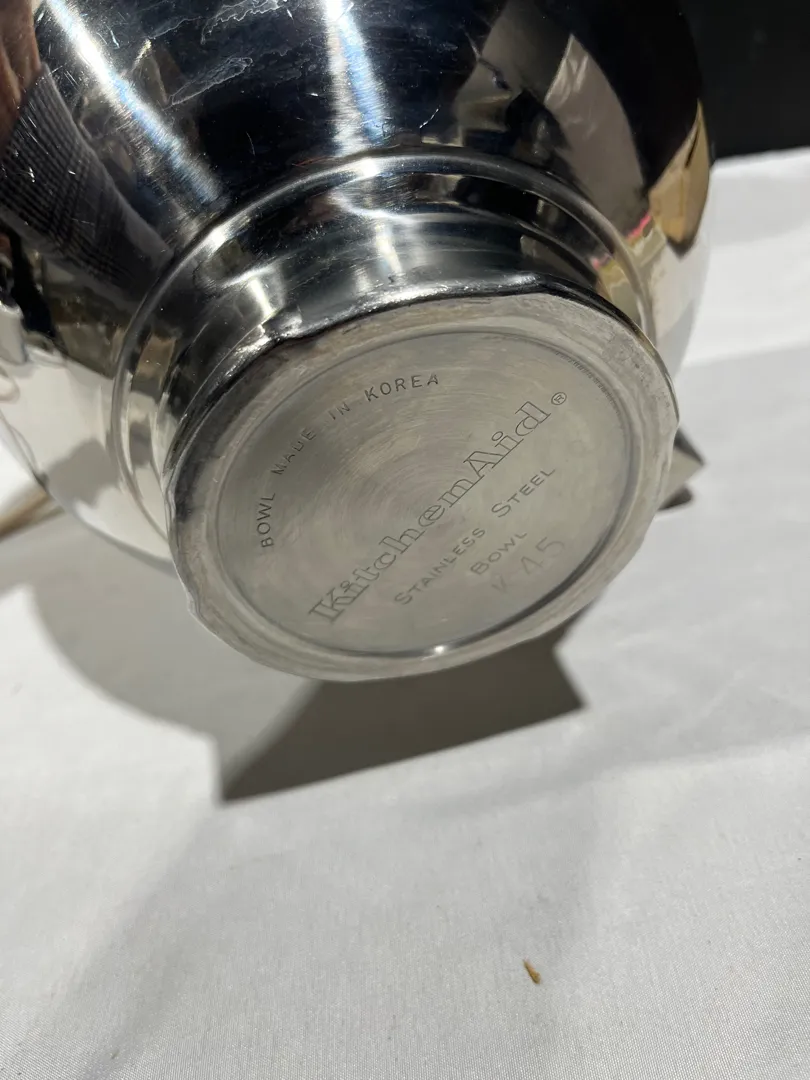 BOWL MADE IN KOREA
KitchenAid®
STAINLESS STEEL
BOWL
K 45